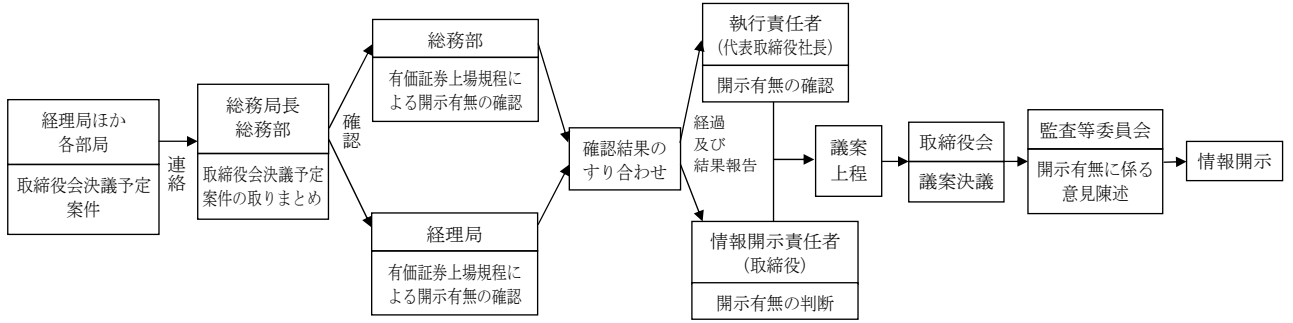 経理局ほか
各部局
取締役会決議予定
案件
連絡
総務局長
総務部
取締役会決議予定
案件の取りまとめ
確認
総務部
有価証券上場規程に
よる開示有無の確認
経理局
有価証券上場規程に
よる開示有無の確認
確認結果の
すり合わせ
経過
及び
結果報告
執行責任者
(代表取締役社長)
開示有無の確認
情報開示責任者
(取締役)
開示有無の判断
議案
上程
取締役会
議案決議
監査等委員会
開示有無に係る
意見陳述
情報開示